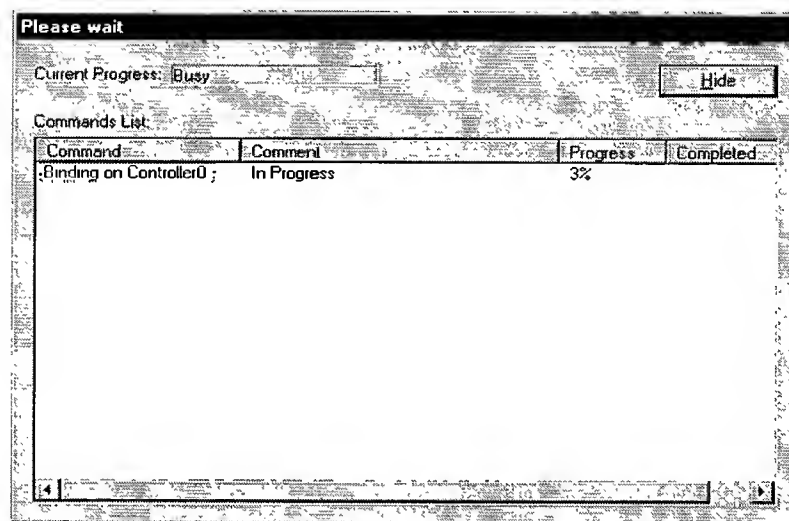 Please wait
Current Progress: Busy
Hide
Commands List:
Command Comment Progress Completed
Binding on Controller0 In Progress 3%